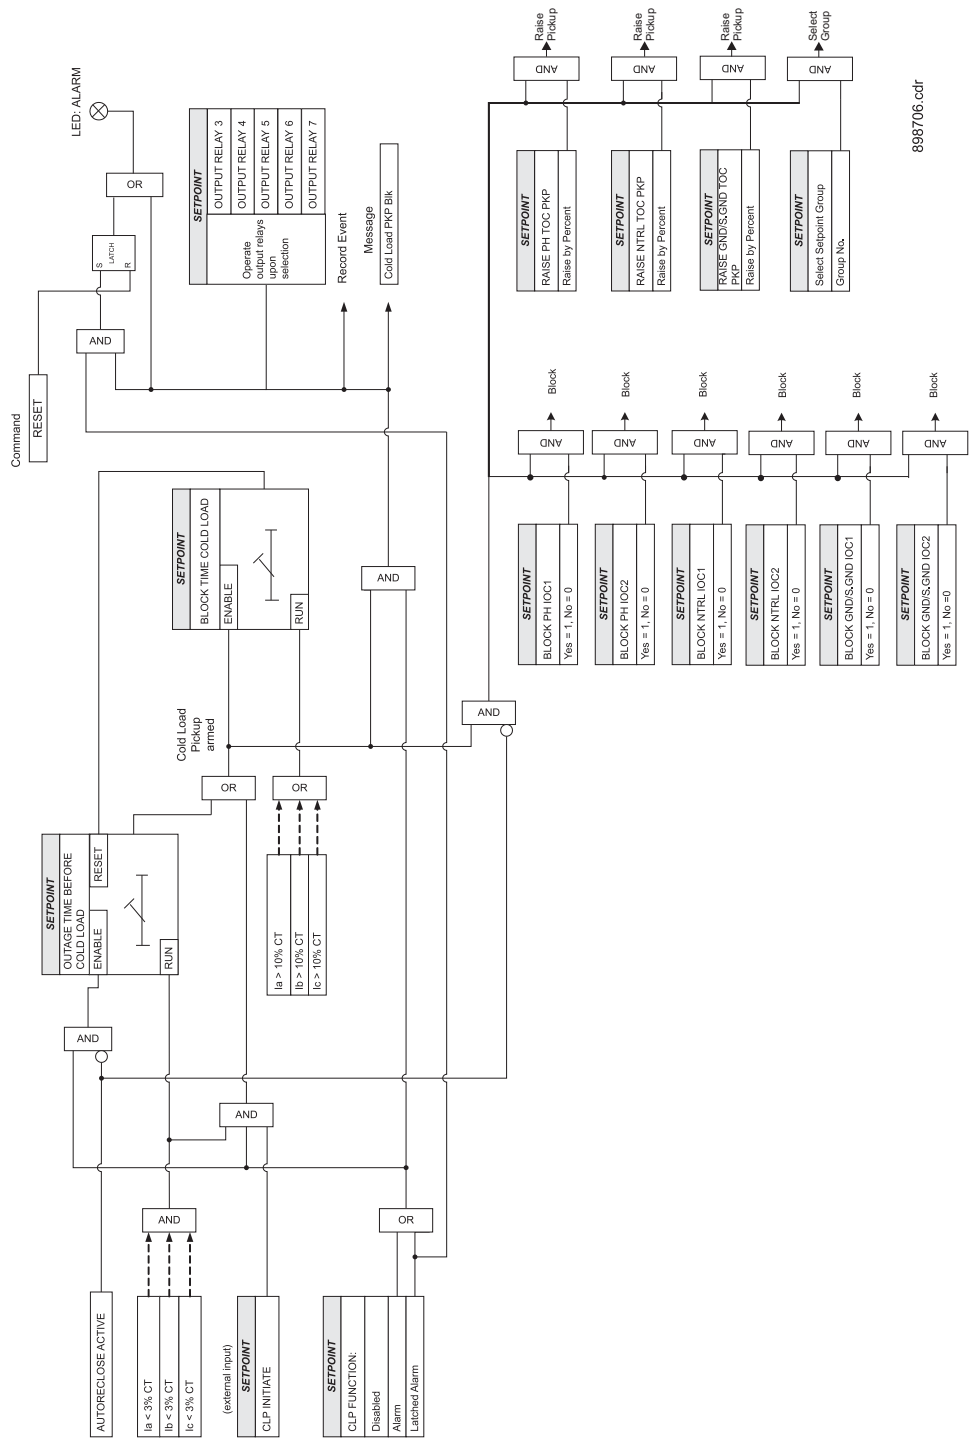 LED: ALARM
Command
RESET
AND
S
LATCH
R
OR
SETPOINT
Operate
output relays
upon
selection
OUTPUT RELAY 3
OUTPUT RELAY 4
OUTPUT RELAY 5
OUTPUT RELAY 6
OUTPUT RELAY 7
Record Event
Message
Cold Load PKP Blk
SETPOINT
OUTAGE TIME BEFORE
COLD LOAD
ENABLE
RESET
RUN
SETPOINT
BLOCK TIME COLD LOAD
ENABLE
RUN
Cold Load
Pickup
armed
OR
OR
AND
AND
Ia > 10% CT
Ib > 10% CT
Ic > 10% CT
AND
AND
AUTORECLOSE ACTIVE
Ia < 3% CT
Ib < 3% CT
Ic < 3% CT
AND
(external input)
SETPOINT
CLP INITIATE
SETPOINT
CLP FUNCTION:
Disabled
Alarm
Latched Alarm
OR
SETPOINT
BLOCK PH IOC1
Yes = 1, No = 0
AND
Block
SETPOINT
BLOCK PH IOC2
Yes = 1, No = 0
AND
Block
SETPOINT
BLOCK NTRL IOC1
Yes = 1, No = 0
AND
Block
SETPOINT
BLOCK NTRL IOC2
Yes = 1, No = 0
AND
Block
SETPOINT
BLOCK GND/S.GND IOC1
Yes = 1, No = 0
AND
Block
SETPOINT
BLOCK GND/S.GND IOC2
Yes = 1, No =0
AND
Block
SETPOINT
RAISE PH TOC PKP
Raise by Percent
AND
Raise
Pickup
SETPOINT
RAISE NTRL TOC PKP
Raise by Percent
AND
Raise
Pickup
SETPOINT
RAISE GND/S.GND TOC
PKP
Raise by Percent
AND
Raise
Pickup
SETPOINT
Select Setpoint Group
Group No.
AND
Select
Group
898706.cdr